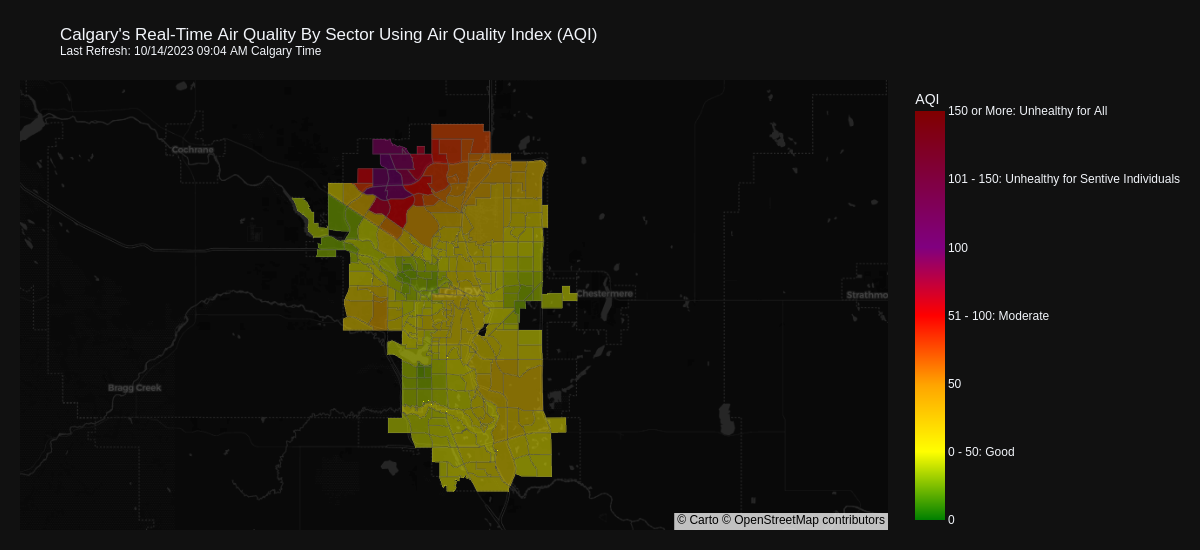 Calgary's Real-Time Air Quality By Sector Using Air Quality Index (AQI)
Last Refresh: 10/14/2023 09:04 AM Calgary Time
AQI
150 or More: Unhealthy for All
101 - 150: Unhealthy for Sentive Individuals
100
51 - 100: Moderate
50
0 - 50: Good
0
Cochrane
Chestermere
Strathmo
Bragg Creek
© Carto © OpenStreetMap contributors